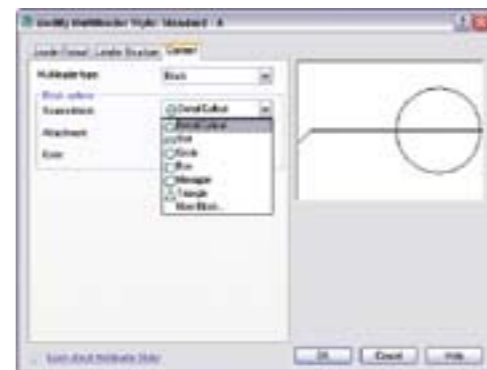 Modify Multileader Style: Standard - A
Leader Format Leader Structure Content
Multileader type: Block
Block options
Source block: Detail Callout
Attachment:
Color:
Detail Callout
Slot
Circle
Box
Hexagon
Triangle
User Block...
Learn about Multileader Styles
OK Cancel Help